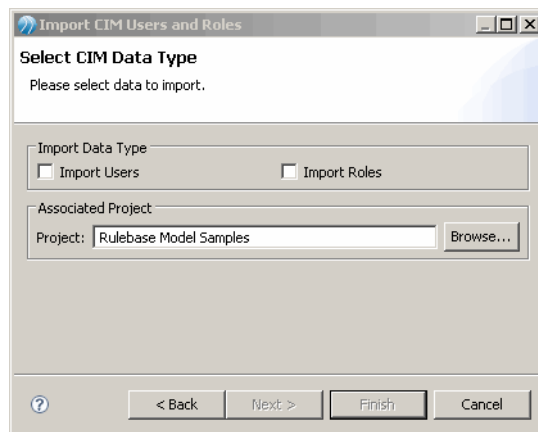 Import CIM Users and Roles
Select CIM Data Type
Please select data to import.
Import Data Type
Import Users Import Roles
Associated Project
Project: Rulebase Model Samples Browse...
< Back Next > Finish Cancel